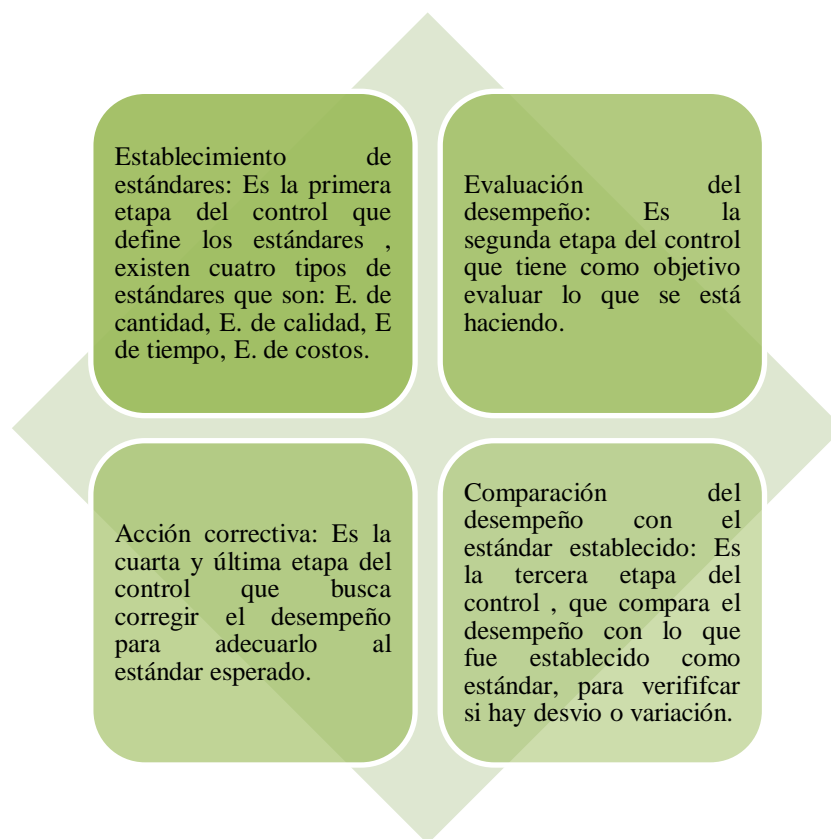 Establecimiento de
estándares: Es la primera
etapa del control que
define los estándares ,
existen cuatro tipos de
estándares que son: E. de
cantidad, E. de calidad, E
de tiempo, E. de costos.
Evaluación del
desempeño: Es la
segunda etapa del control
que tiene como objetivo
evaluar lo que se está
haciendo.
Acción correctiva: Es la
cuarta y última etapa del
control que busca
corregir el desempeño
para adecuarlo al
estándar esperado.
Comparación del
desempeño con el
estándar establecido: Es
la tercera etapa del
control , que compara el
desempeño con lo que
fue establecido como
estándar, para verififcar
si hay desvio o variación.